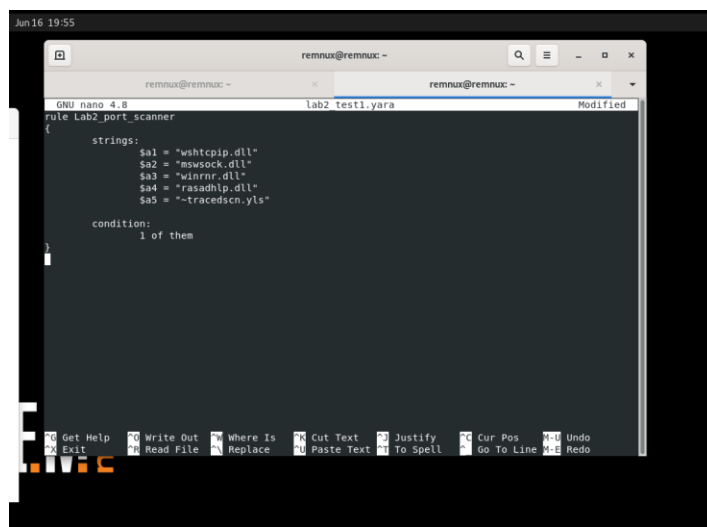 Jun 16 19:55
remnux@remnux: ~
remnux@remnux: ~ × remnux@remnux: ~ ×
GNU nano 4.8 lab2_test1.yara Modified
rule Lab2_port_scanner
{
strings:
$a1 = "wshtcpip.dll"
$a2 = "mswsock.dll"
$a3 = "winrnr.dll"
$a4 = "rasadhlp.dll"
$a5 = "~tracedscn.yls"
condition:
1 of them
}
^G Get Help ^O Write Out ^W Where Is ^K Cut Text ^J Justify ^C Cur Pos M-U Undo
^X Exit ^R Read File ^\ Replace ^U Paste Text ^T To Spell ^_ Go To Line M-E Redo